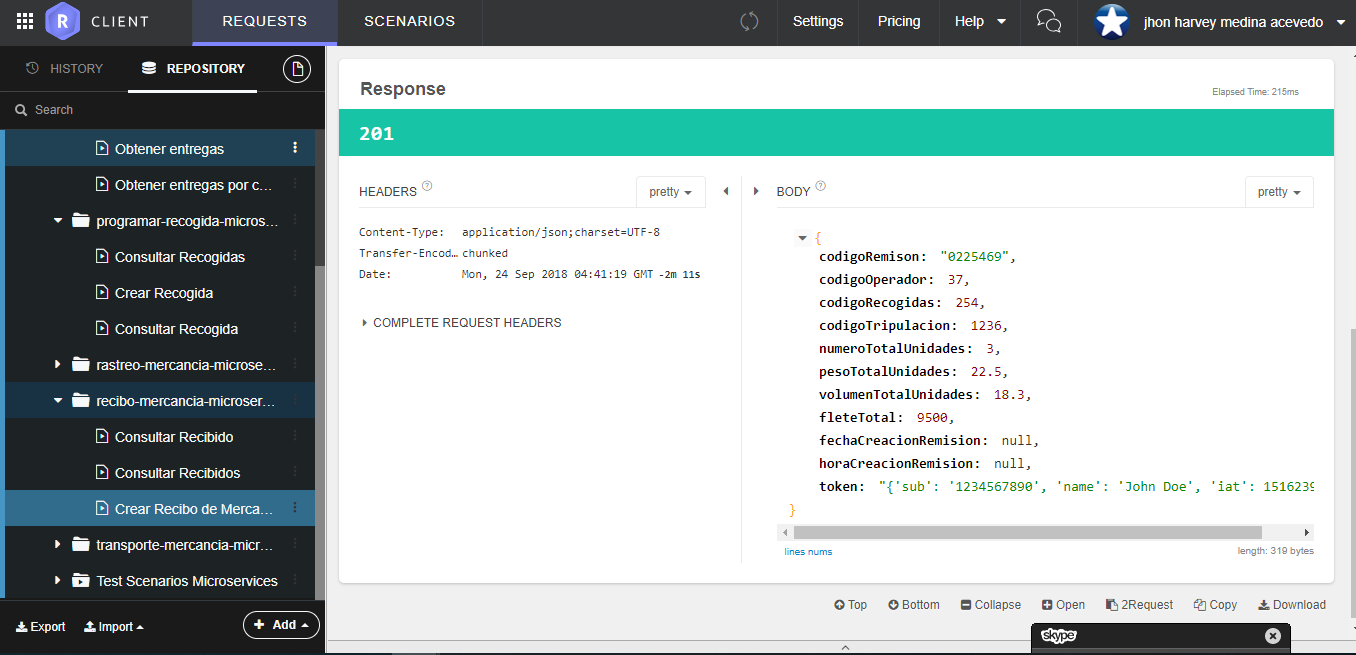 R CLIENT
REQUESTS
SCENARIOS
Settings
Pricing
Help
jhon harvey medina acevedo
HISTORY
REPOSITORY
Search
Obtener entregas
Obtener entregas por c...
programar-recogida-micros...
Consultar Recogidas
Crear Recogida
Consultar Recogida
rastreo-mercancia-microse...
recibo-mercancia-microser...
Consultar Recibido
Consultar Recibidos
Crear Recibo de Merca...
transporte-mercancia-micr...
Test Scenarios Microservices
Export
Import
+ Add
Response
Elapsed Time: 215ms
201
HEADERS ?
pretty
Content-Type: application/json;charset=UTF-8
Transfer-Encod… chunked
Date: Mon, 24 Sep 2018 04:41:19 GMT -2m 11s
COMPLETE REQUEST HEADERS
BODY ?
pretty
{
codigoRemison: "0225469",
codigoOperador: 37,
codigoRecogidas: 254,
codigoTripulacion: 1236,
numeroTotalUnidades: 3,
pesoTotalUnidades: 22.5,
volumenTotalUnidades: 18.3,
fleteTotal: 9500,
fechaCreacionRemision: null,
horaCreacionRemision: null,
token: "{'sub': '1234567890', 'name': 'John Doe', 'iat': 1516239
}
lines nums
length: 319 bytes
Top
Bottom
Collapse
Open
2Request
Copy
Download
skype